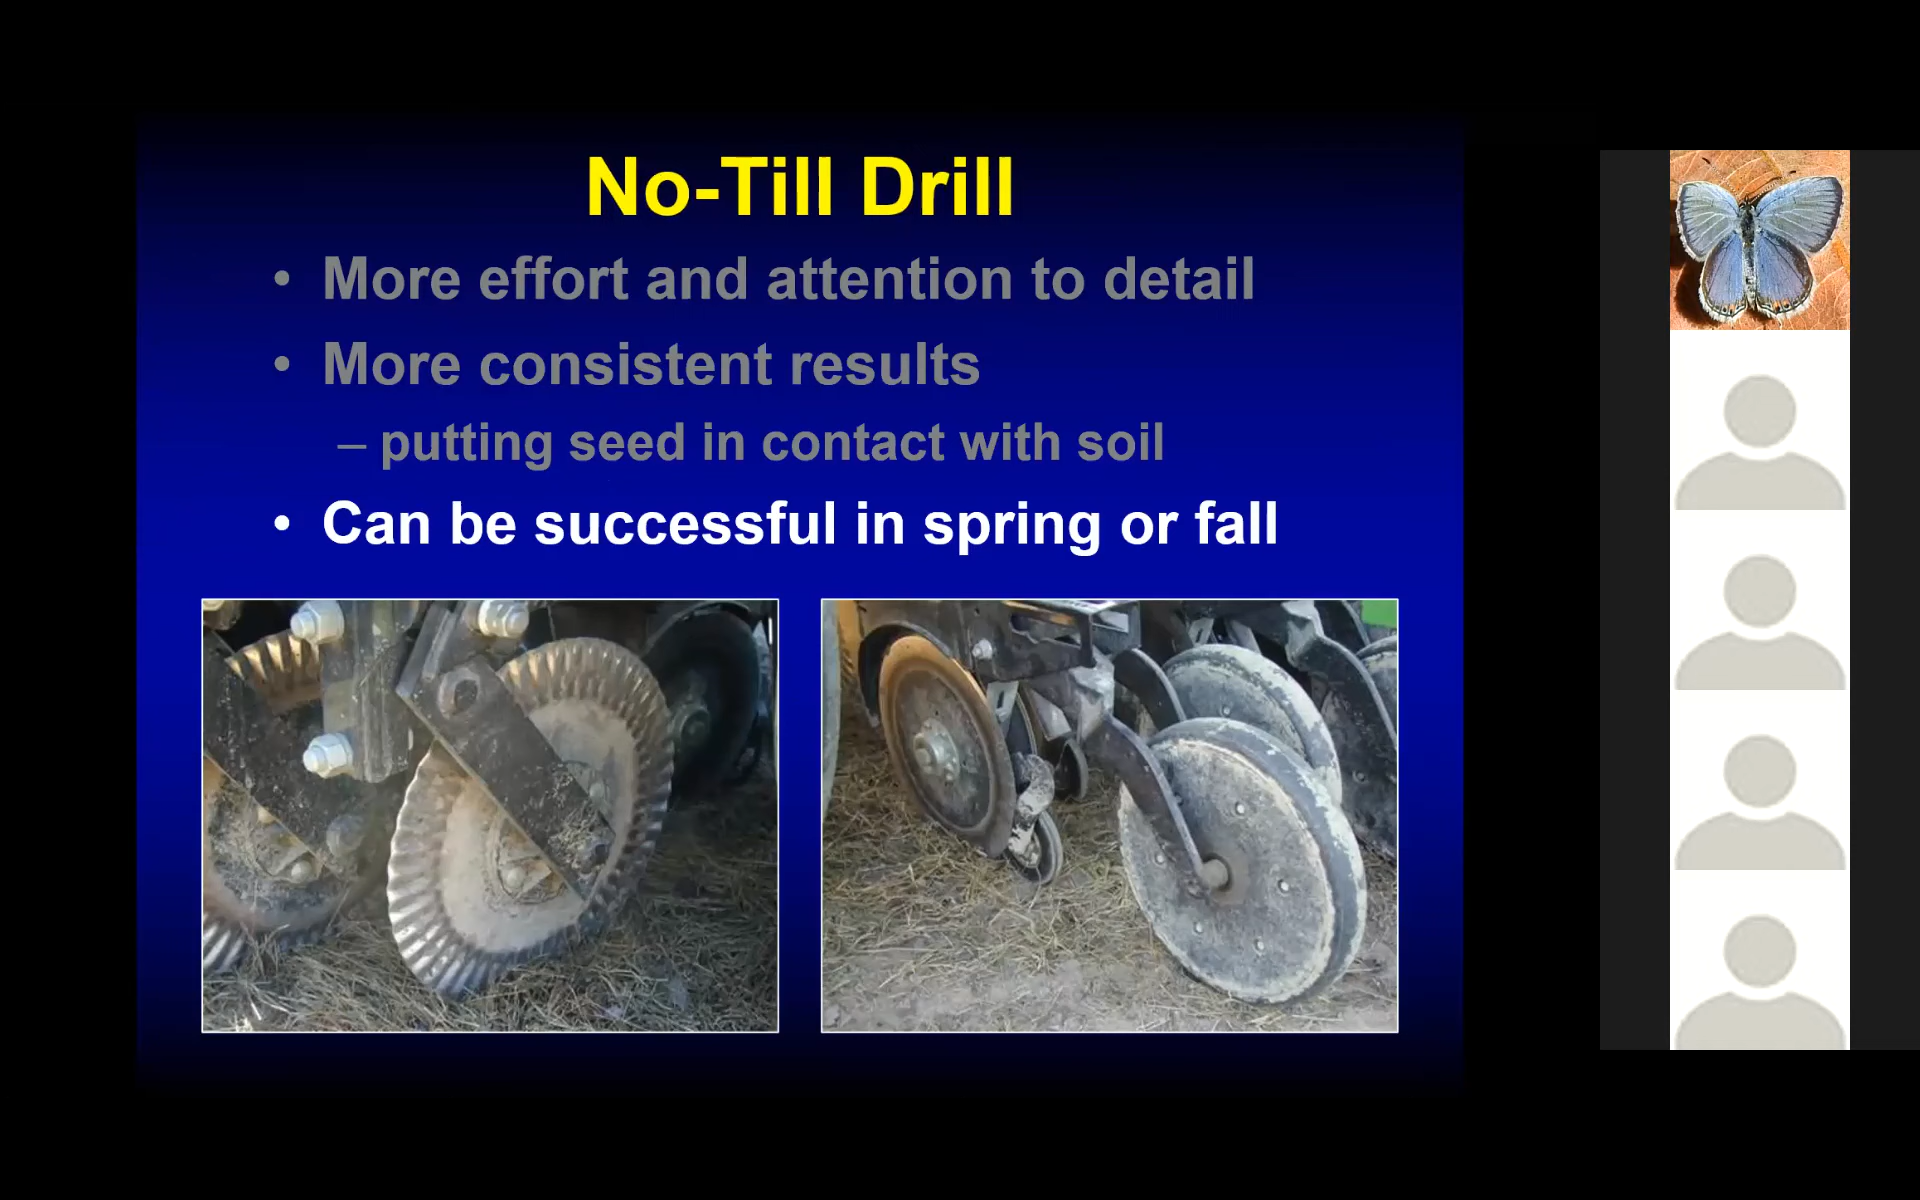 No-Till Drill
• More effort and attention to detail
• More consistent results
– putting seed in contact with soil
• Can be successful in spring or fall